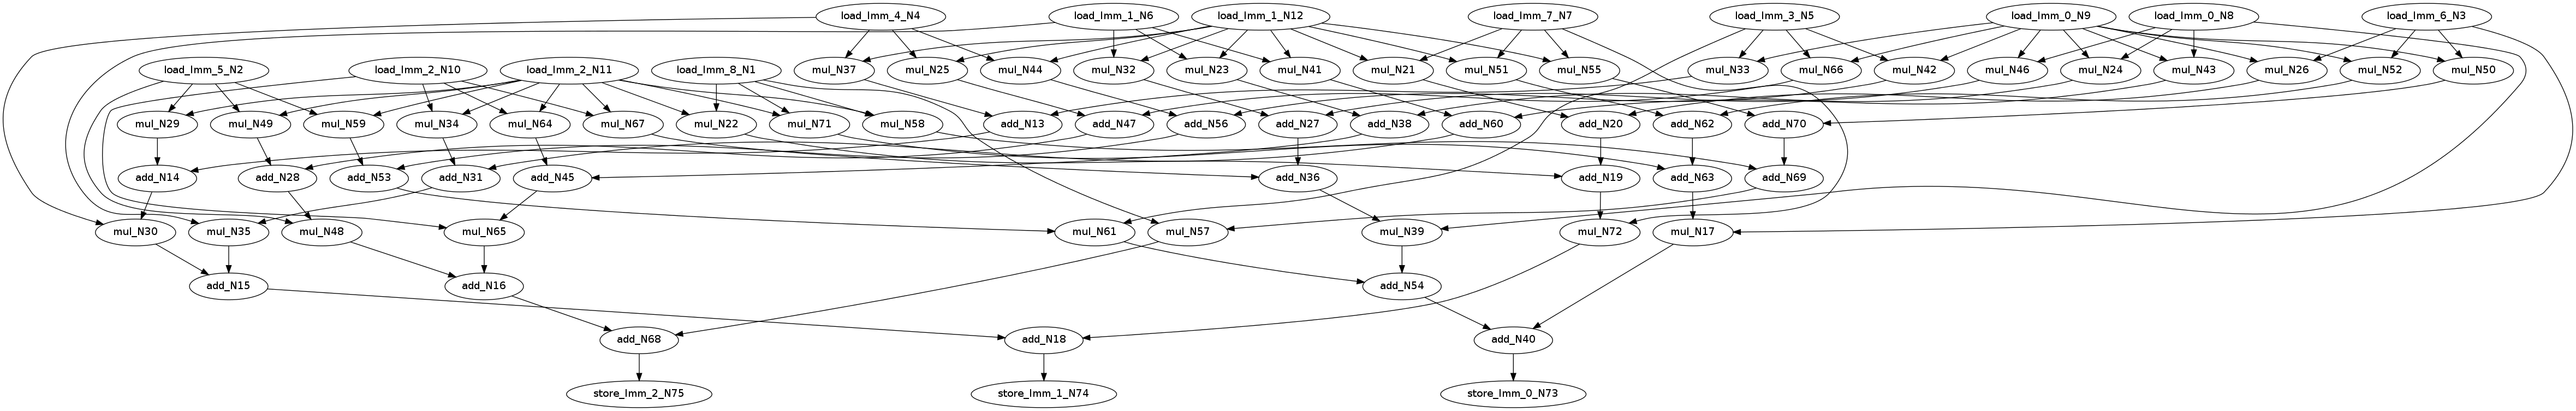 load_Imm_4_N4 load_Imm_1_N6 load_Imm_1_N12 load_Imm_7_N7 load_Imm_3_N5 load_Imm_0_N9 load_Imm_0_N8 load_Imm_6_N3
load_Imm_5_N2 load_Imm_2_N10 load_Imm_2_N11 load_Imm_8_N1 mul_N37 mul_N25 mul_N44 mul_N32 mul_N23 mul_N41 mul_N21 mul_N51 mul_N55 mul_N33 mul_N66 mul_N42 mul_N46 mul_N24 mul_N43 mul_N26 mul_N52 mul_N50
mul_N29 mul_N49 mul_N59 mul_N34 mul_N64 mul_N67 mul_N22 mul_N71 mul_N58 add_N13 add_N47 add_N56 add_N27 add_N38 add_N60 add_N20 add_N62 add_N70
add_N14 add_N28 add_N53 add_N31 add_N45 add_N36 add_N19 add_N63 add_N69
mul_N30 mul_N35 mul_N48 mul_N65 mul_N61 mul_N57 mul_N39 mul_N72 mul_N17
add_N15 add_N16 add_N54
add_N68 add_N18 add_N40
store_Imm_2_N75 store_Imm_1_N74 store_Imm_0_N73